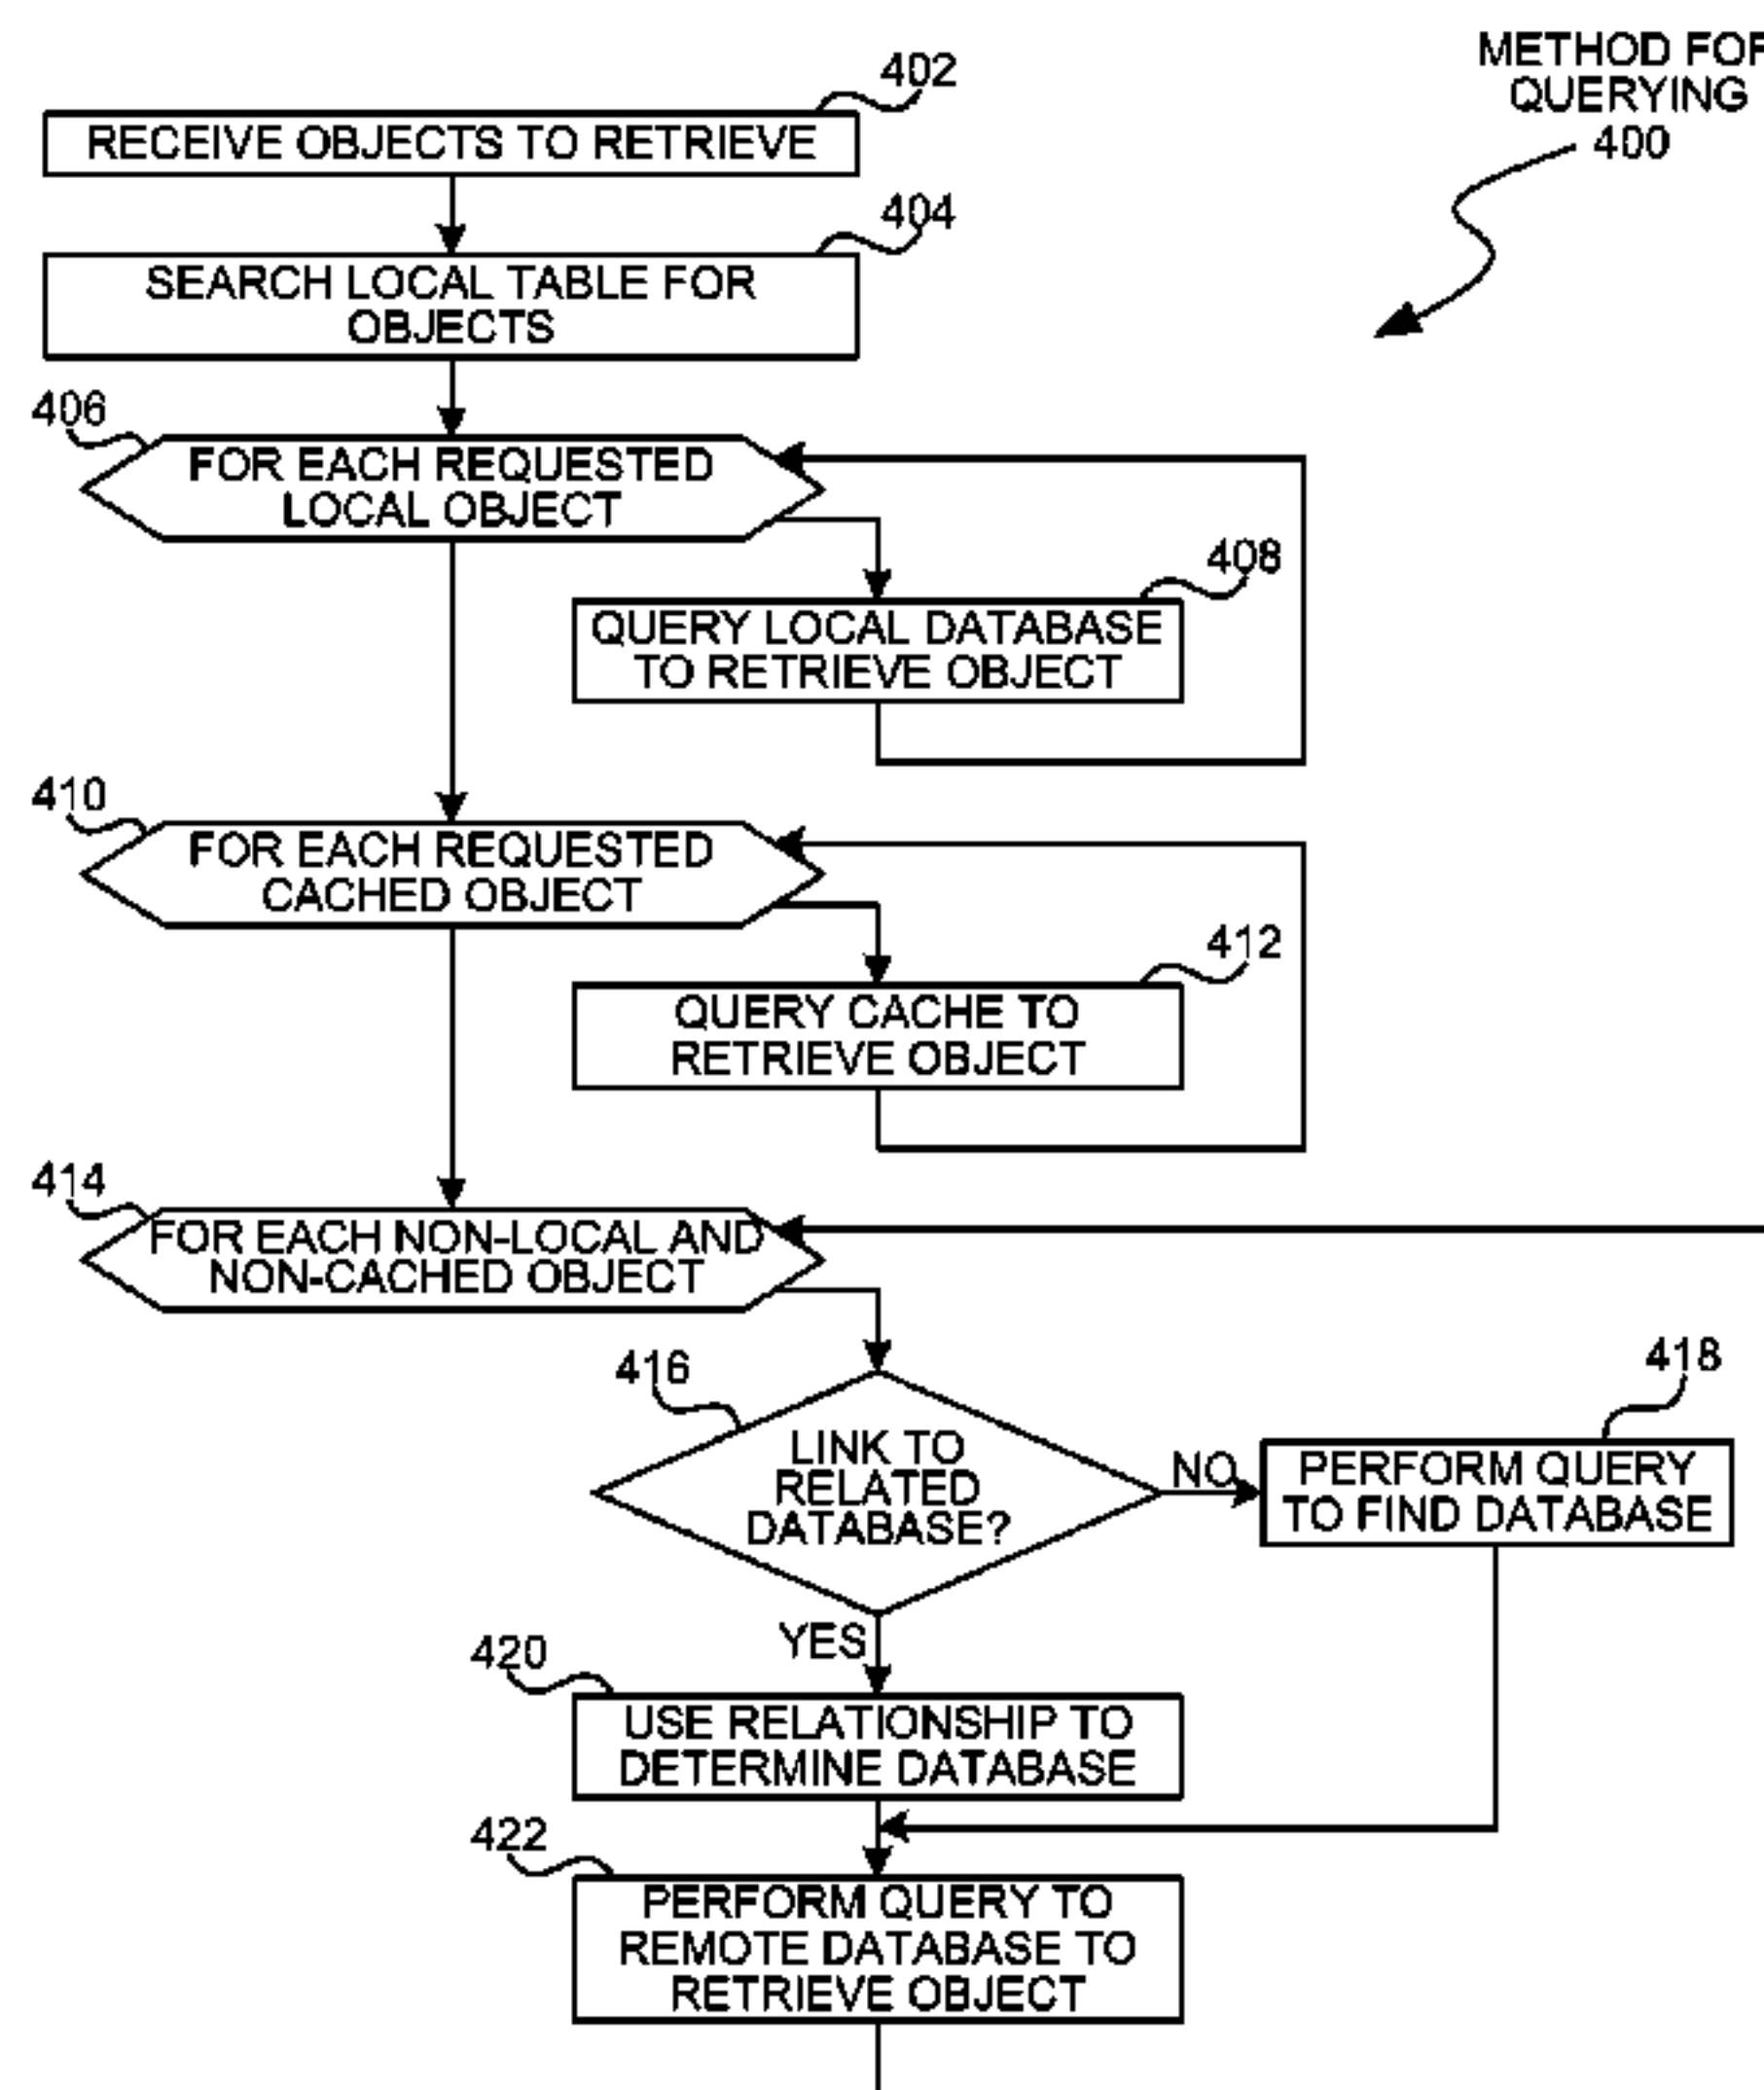 METHOD FOR
QUERYING
400
402
RECEIVE OBJECTS TO RETRIEVE
404
SEARCH LOCAL TABLE FOR
OBJECTS
406
FOR EACH REQUESTED
LOCAL OBJECT
408
QUERY LOCAL DATABASE
TO RETRIEVE OBJECT
410
FOR EACH REQUESTED
CACHED OBJECT
412
QUERY CACHE TO
RETRIEVE OBJECT
414
FOR EACH NON-LOCAL AND
NON-CACHED OBJECT
416
LINK TO
RELATED
DATABASE?
NO
418
PERFORM QUERY
TO FIND DATABASE
YES
420
USE RELATIONSHIP TO
DETERMINE DATABASE
422
PERFORM QUERY TO
REMOTE DATABASE TO
RETRIEVE OBJECT